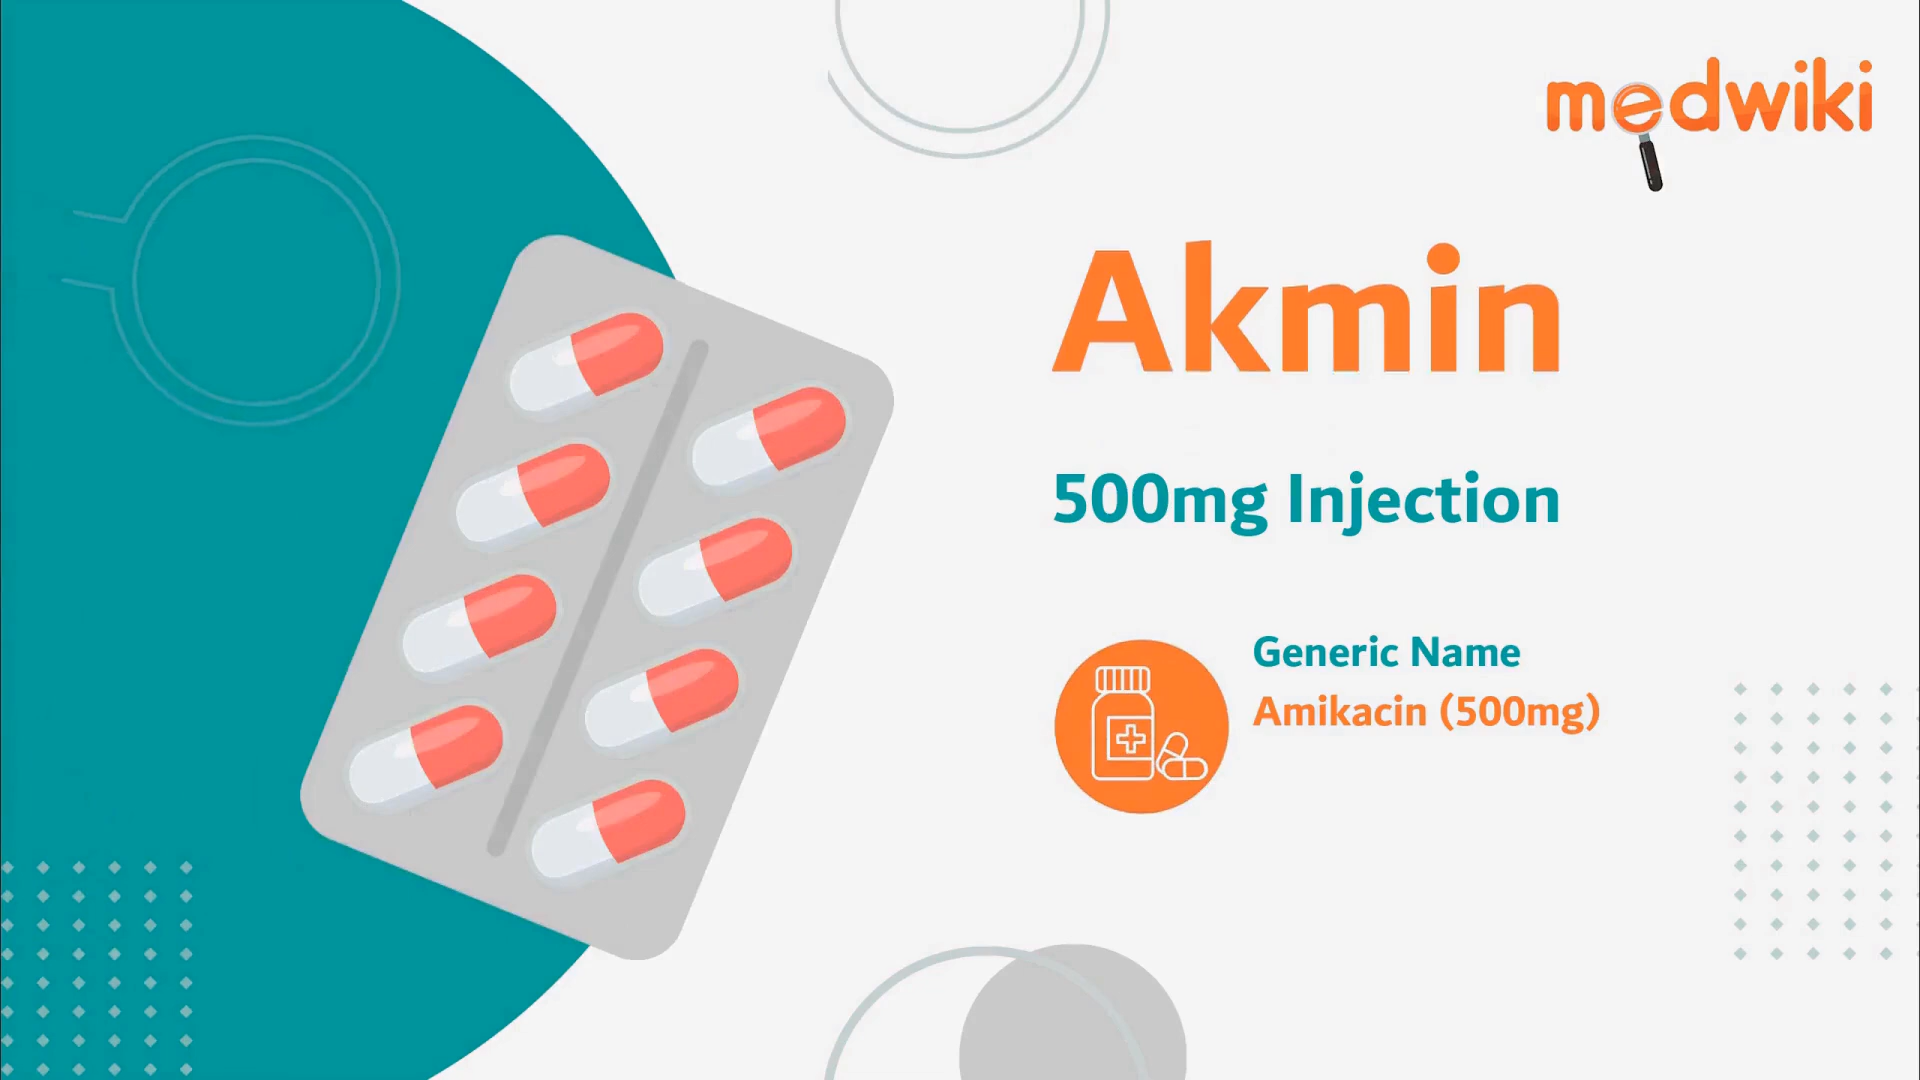 medwiki
Akmin
500mg Injection
Generic Name
Amikacin (500mg)